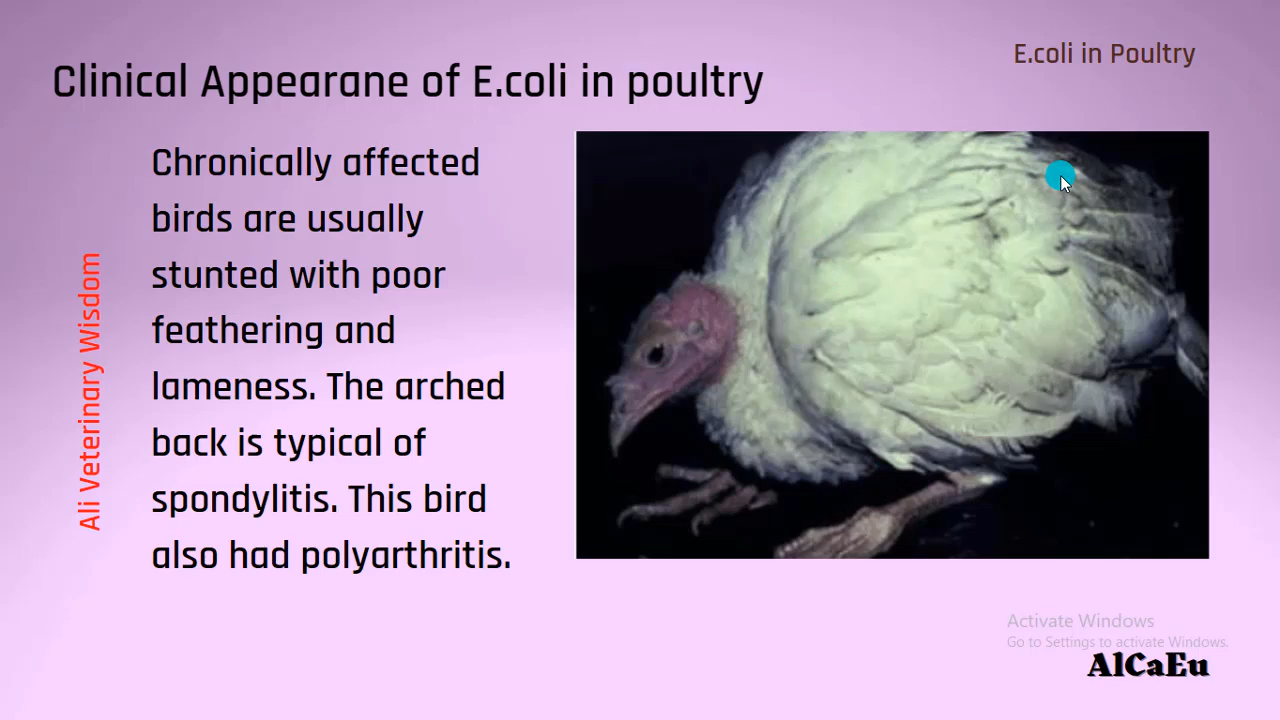 E.coli in Poultry
Clinical Appearane of E.coli in poultry
Chronically affected
birds are usually
stunted with poor
feathering and
lameness. The arched
back is typical of
spondylitis. This bird
also had polyarthritis.
Ali Veterinary Wisdom
Activate Windows
Go to Settings to activate Windows.
AlCaEu